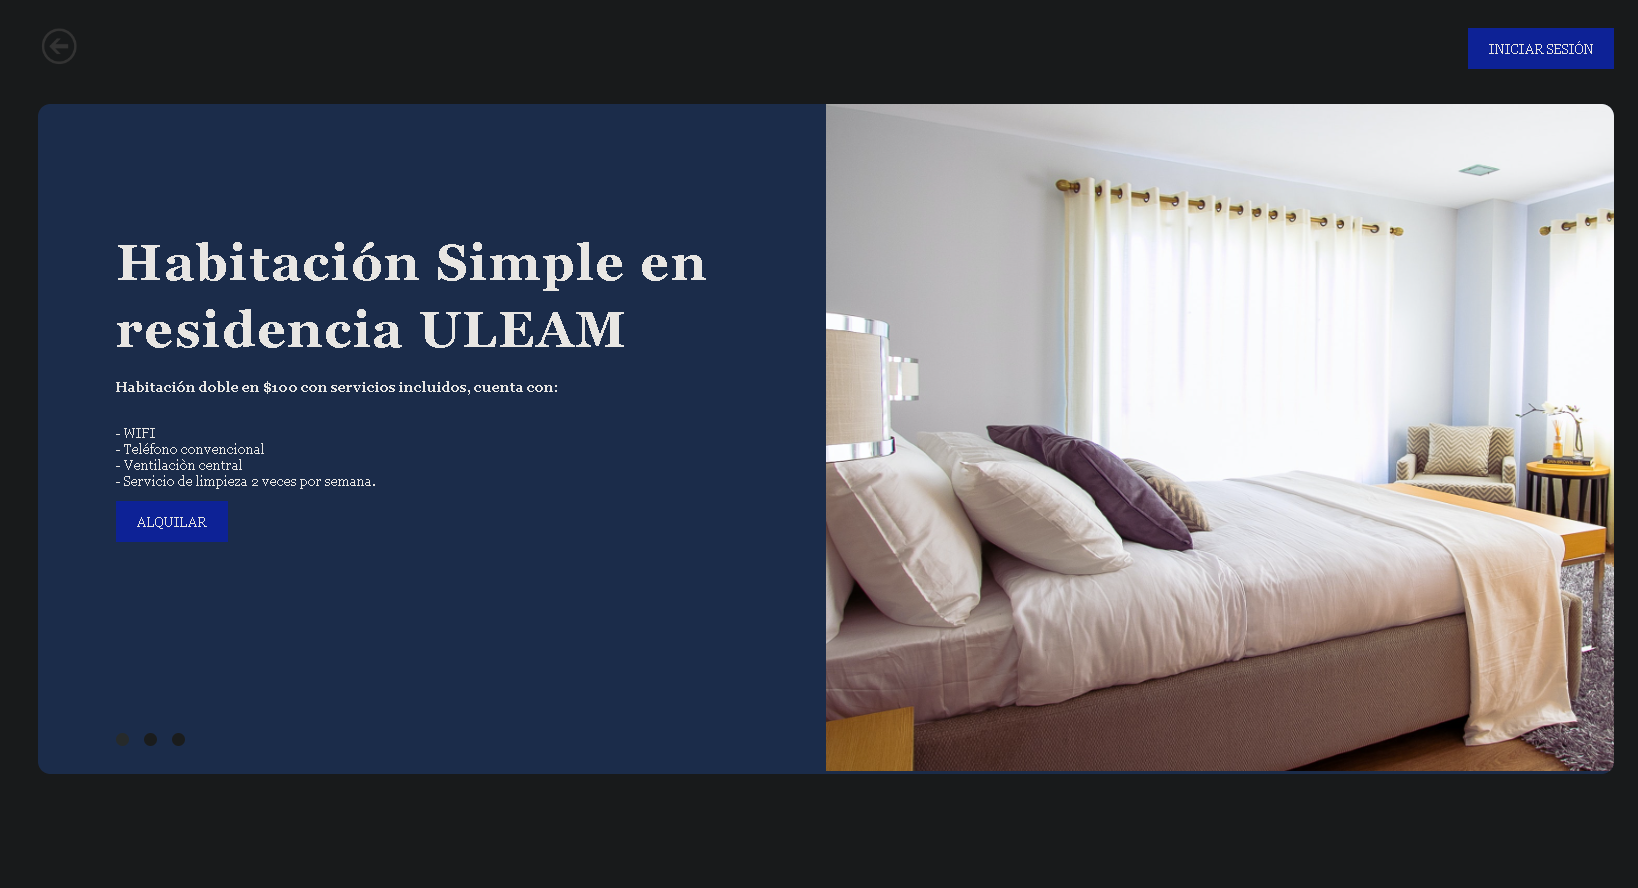 INICIAR SESIÓN
Habitación Simple en
residencia ULEAM
Habitación doble en $100 con servicios incluidos, cuenta con:
- WIFI
- Teléfono convencional
- Ventilaciòn central
- Servicio de limpieza 2 veces por semana.
ALQUILAR